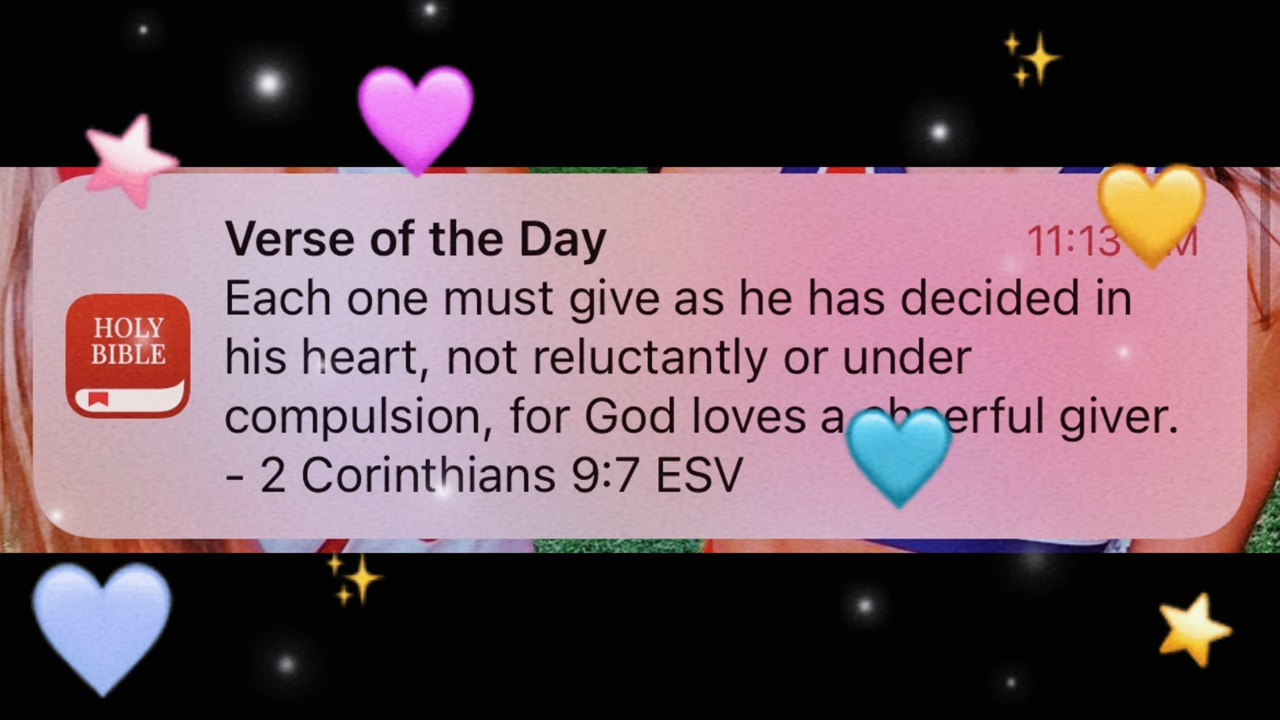 Verse of the Day
11:13
Each one must give as he has decided in
his heart, not reluctantly or under
compulsion, for God loves a cheerful giver.
- 2 Corinthians 9:7 ESV
HOLY
BIBLE